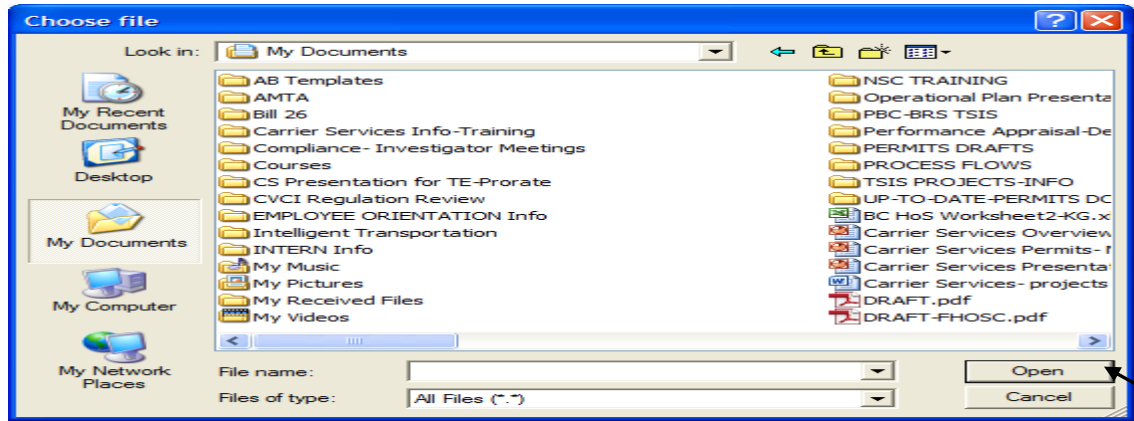 Choose file
Look in: My Documents
My Recent
Documents
Desktop
My Documents
My Computer
My Network
Places
AB Templates
AMTA
Bill 26
Carrier Services Info-Training
Compliance- Investigator Meetings
Courses
CS Presentation for TE-Prorate
CVCI Regulation Review
EMPLOYEE ORIENTATION Info
Intelligent Transportation
INTERN Info
My Music
My Pictures
My Received Files
My Videos
NSC TRAINING
Operational Plan Presenta
PBC-BRS TSIS
Performance Appraisal-De
PERMITS DRAFTS
PROCESS FLOWS
TSIS PROJECTS-INFO
UP-TO-DATE-PERMITS DC
BC HoS Worksheet2-KG.x
Carrier Services Overview
Carrier Services Permits-
Carrier Services Presenta
Carrier Services- projects
DRAFT.pdf
DRAFT-FHOSC.pdf
File name:
Open
Files of type: All Files (*.*)
Cancel